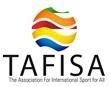 TAFISA
The Association For International Sport for All